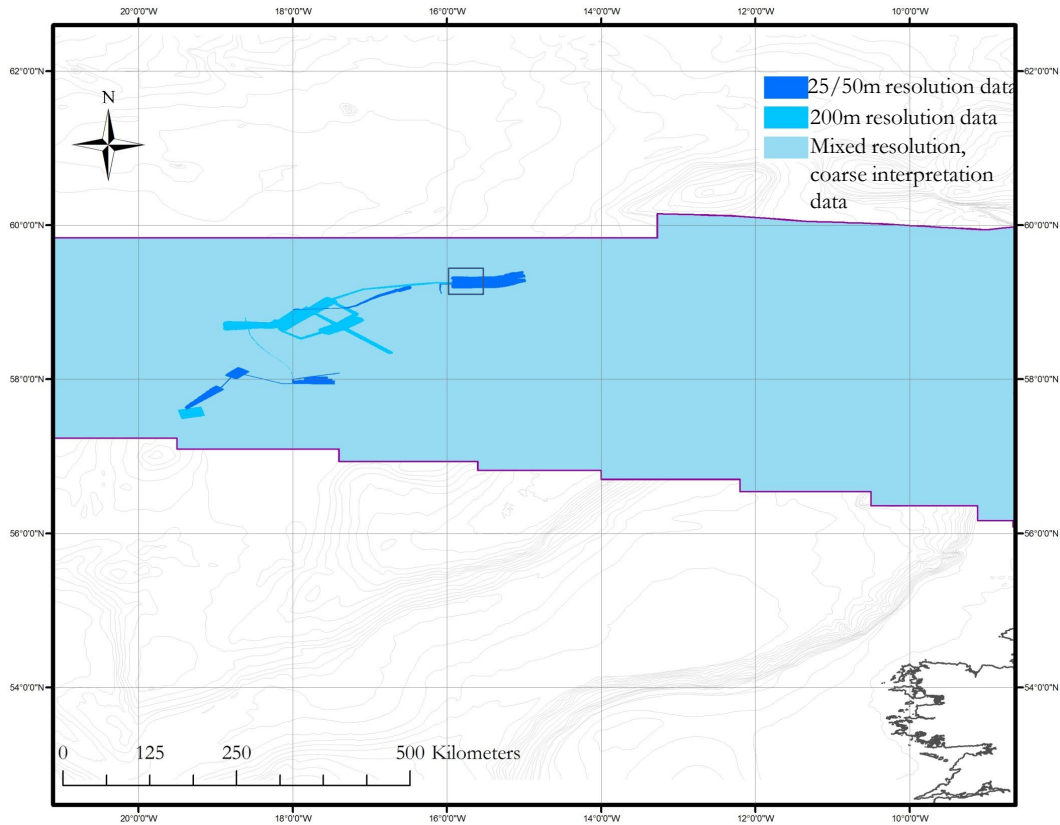 20°0'0"W 18°0'0"W 16°0'0"W 14°0'0"W 12°0'0"W 10°0'0"W
62°0'0"N 62°0'0"N
N
25/50m resolution data
200m resolution data
Mixed resolution,
coarse interpretation
data
60°0'0"N 60°0'0"N
58°0'0"N 58°0'0"N
56°0'0"N 56°0'0"N
54°0'0"N 54°0'0"N
0 125 250 500 Kilometers
20°0'0"W 18°0'0"W 16°0'0"W 14°0'0"W 12°0'0"W 10°0'0"W